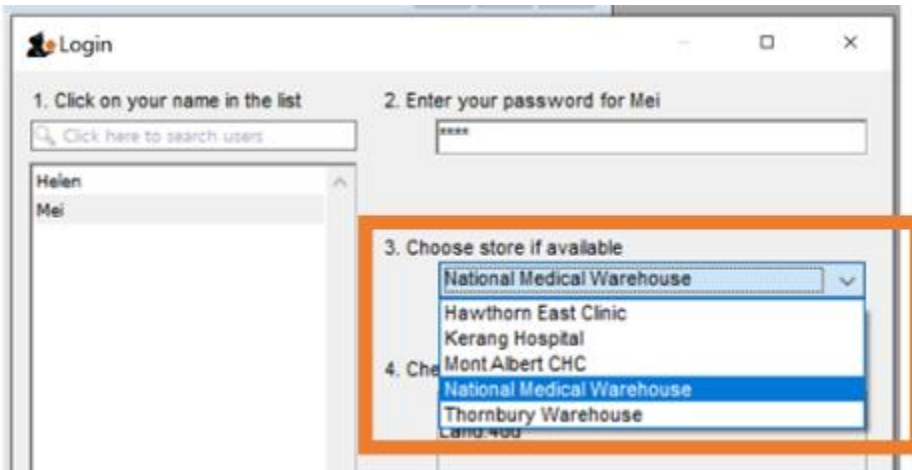 Login
1. Click on your name in the list
Click here to search users
Helen
Mei
2. Enter your password for Mei
****
3. Choose store if available
National Medical Warehouse
Hawthorn East Clinic
Kerang Hospital
Mont Albert CHC
4. Che
National Medical Warehouse
Thornbury Warehouse